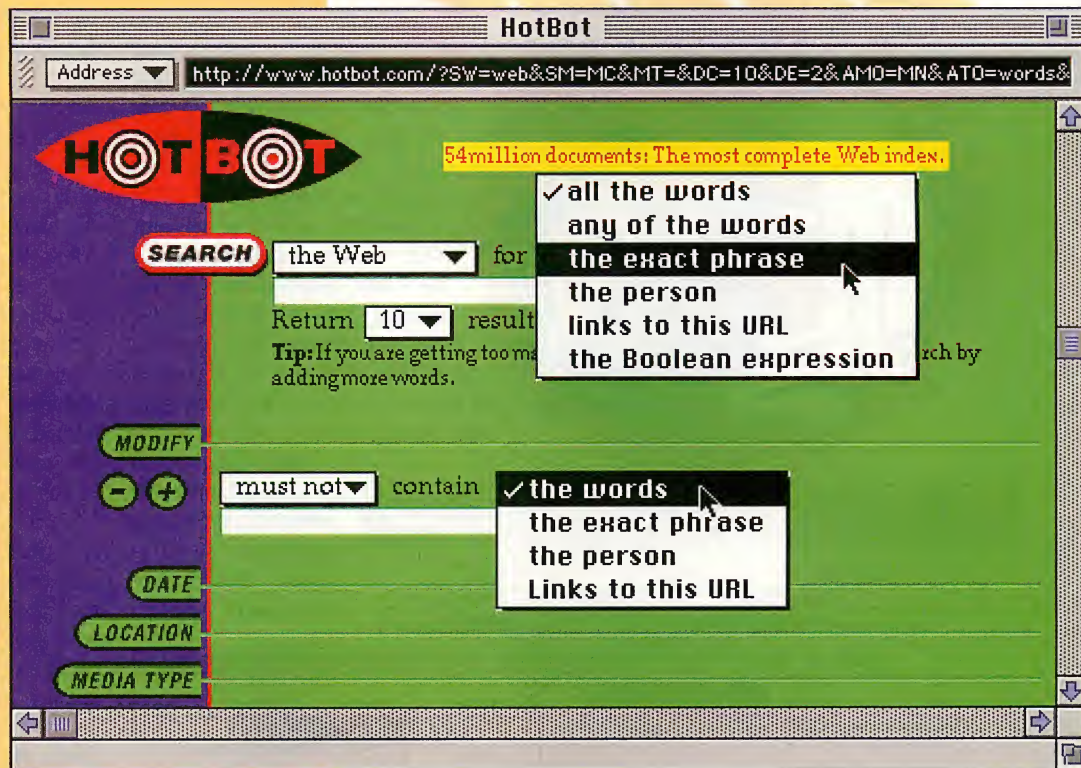 HotBot
Address http://www.hotbot.com/?SW=web&SM=MC&MT=&DC=10&DE=2&AMO=MN&ATO=words&
HOTBOT
54 million documents: The most complete Web index.
✓all the words
any of the words
SEARCH the Web for the exact phrase
the person
Return 10 result links to this URL
Tip: If you are getting too ma the Boolean expression rch by
adding more words.
MODIFY
- + must not contain ✓the words
the exact phrase
the person
DATE Links to this URL
LOCATION
MEDIA TYPE